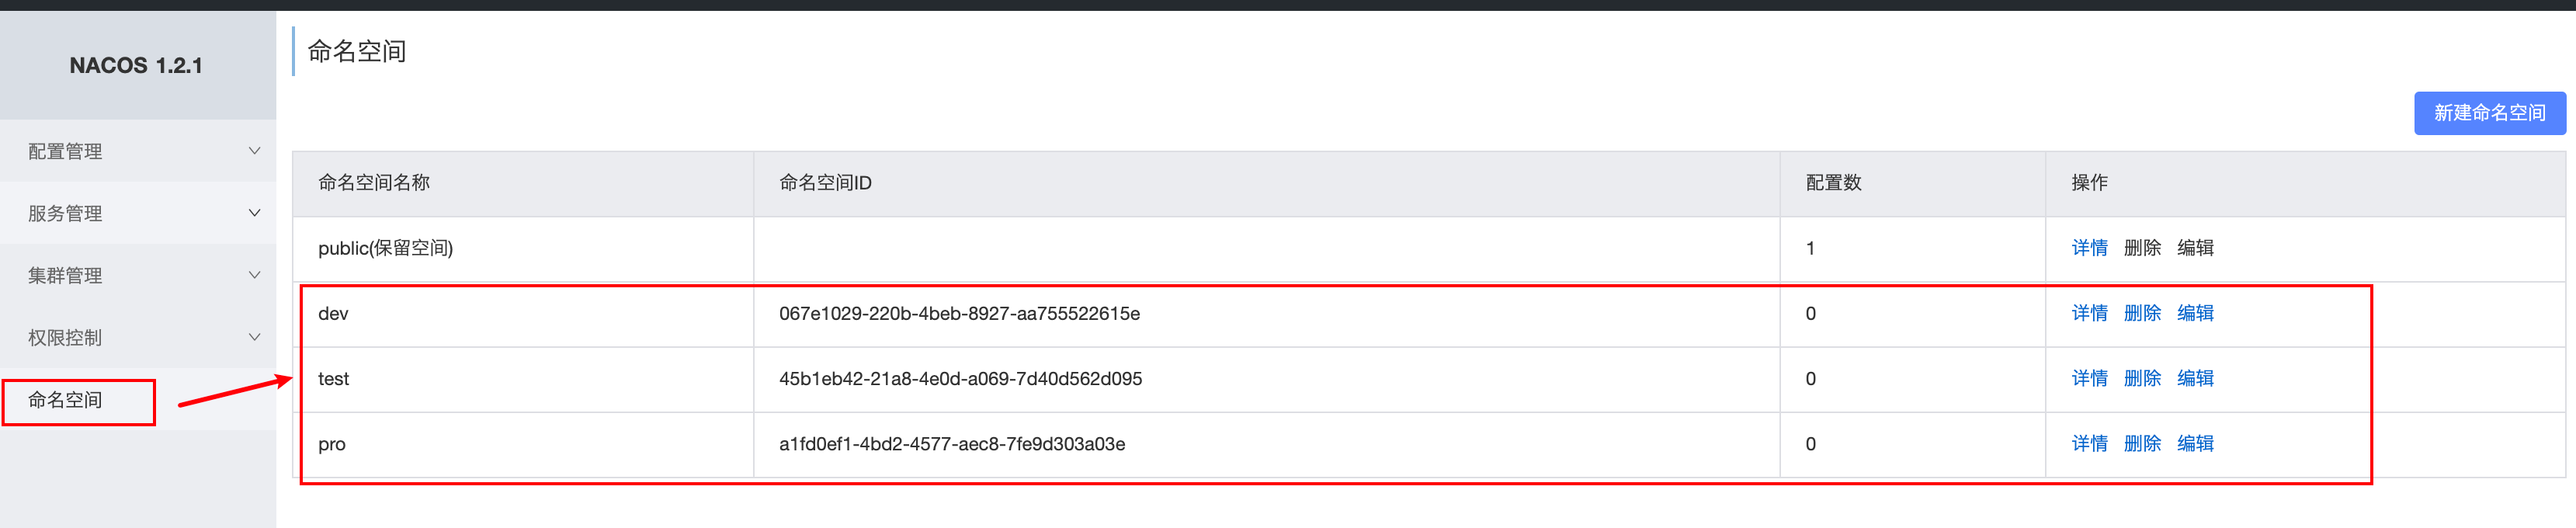 NACOS 1.2.1
配置管理
服务管理
集群管理
权限控制
命名空间
命名空间
新建命名空间
命名空间名称 命名空间ID 配置数 操作
public(保留空间) 1 详情 删除 编辑
dev 067e1029-220b-4beb-8927-aa755522615e 0 详情 删除 编辑
test 45b1eb42-21a8-4e0d-a069-7d40d562d095 0 详情 删除 编辑
pro a1fd0ef1-4bd2-4577-aec8-7fe9d303a03e 0 详情 删除 编辑